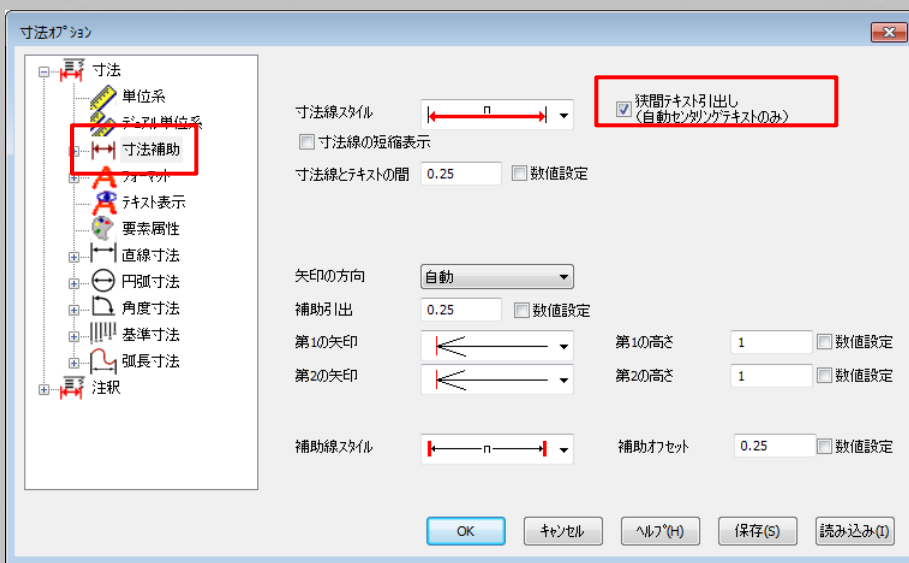 寸法ｵﾌﾟｼｮﾝ
寸法
単位系
ﾃﾞｭｱﾙ単位系
寸法補助
ﾌｫｰﾏｯﾄ
ﾃｷｽﾄ表示
要素属性
直線寸法
円弧寸法
角度寸法
基準寸法
弧長寸法
注釈
寸法線ｽﾀｲﾙ n
狭間ﾃｷｽﾄ引出し
(自動ｾﾝﾀﾘﾝｸﾞﾃｷｽﾄのみ)
寸法線の短縮表示
寸法線とﾃｷｽﾄの間 0.25 数値設定
矢印の方向 自動
補助引出 0.25 数値設定
第1の矢印 第1の高さ 1 数値設定
第2の矢印 第2の高さ 1 数値設定
補助線ｽﾀｲﾙ n 補助ｵﾌｾｯﾄ 0.25 数値設定
OK ｷｬﾝｾﾙ ﾍﾙﾌﾟ(H) 保存(S) 読み込み(I)